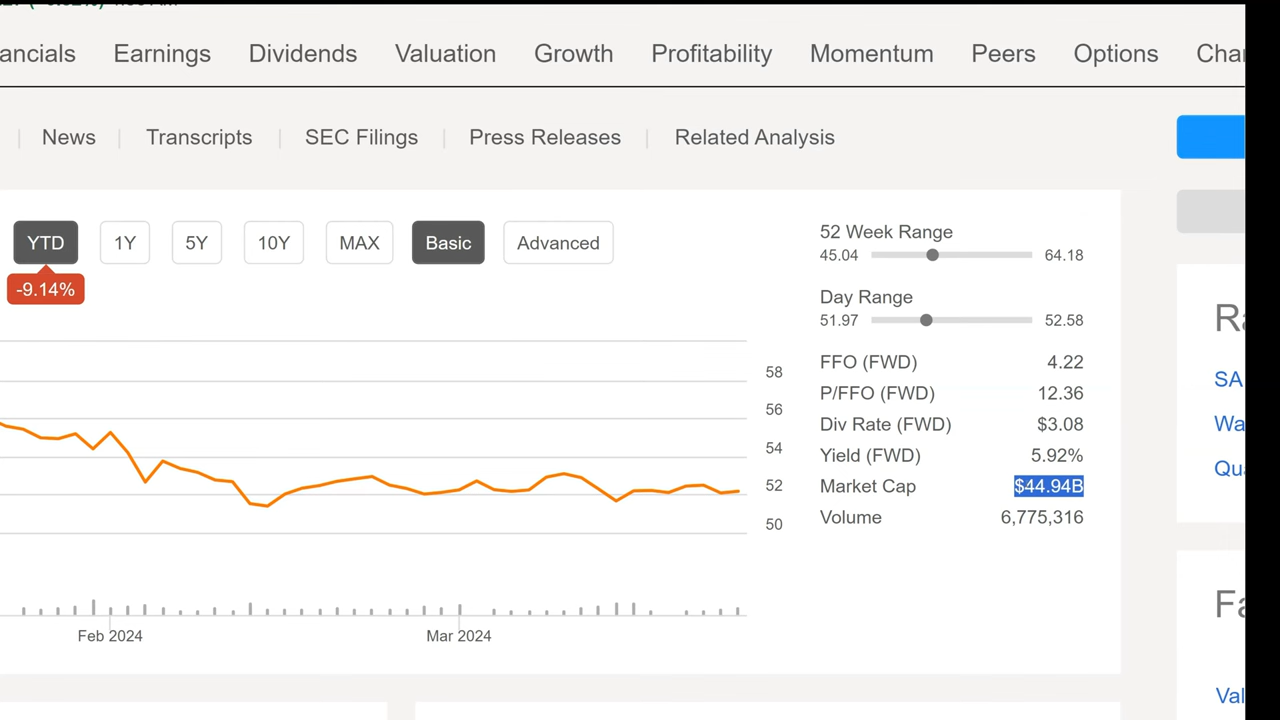 ancials Earnings Dividends Valuation Growth Profitability Momentum Peers Options Char
News Transcripts SEC Filings Press Releases Related Analysis
YTD 1Y 5Y 10Y MAX Basic Advanced
-9.14%
58
56
54
52
50
Feb 2024 Mar 2024
52 Week Range
45.04 64.18
Day Range
51.97 52.58
FFO (FWD) 4.22
P/FFO (FWD) 12.36
Div Rate (FWD) $3.08
Yield (FWD) 5.92%
Market Cap $44.94B
Volume 6,775,316
Ra
SA
Wa
Qua
Fa
Val